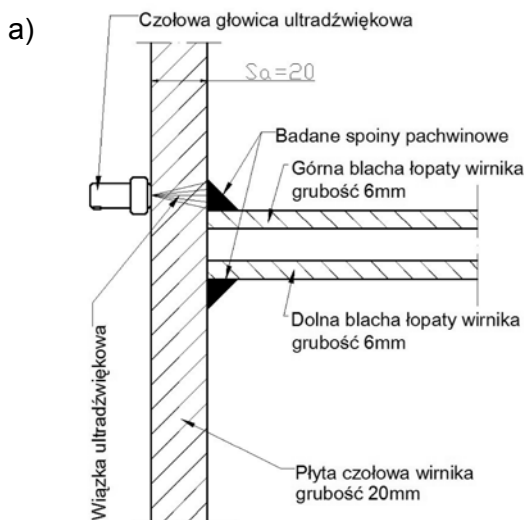 a)
Czołowa głowica ultradźwiękowa
Sa=20
Badane spoiny pachwinowe
Górna blacha łopaty wirnika
grubość 6mm
Dolna blacha łopaty wirnika
grubość 6mm
Wiązka ultradźwiękowa
Płyta czołowa wirnika
grubość 20mm